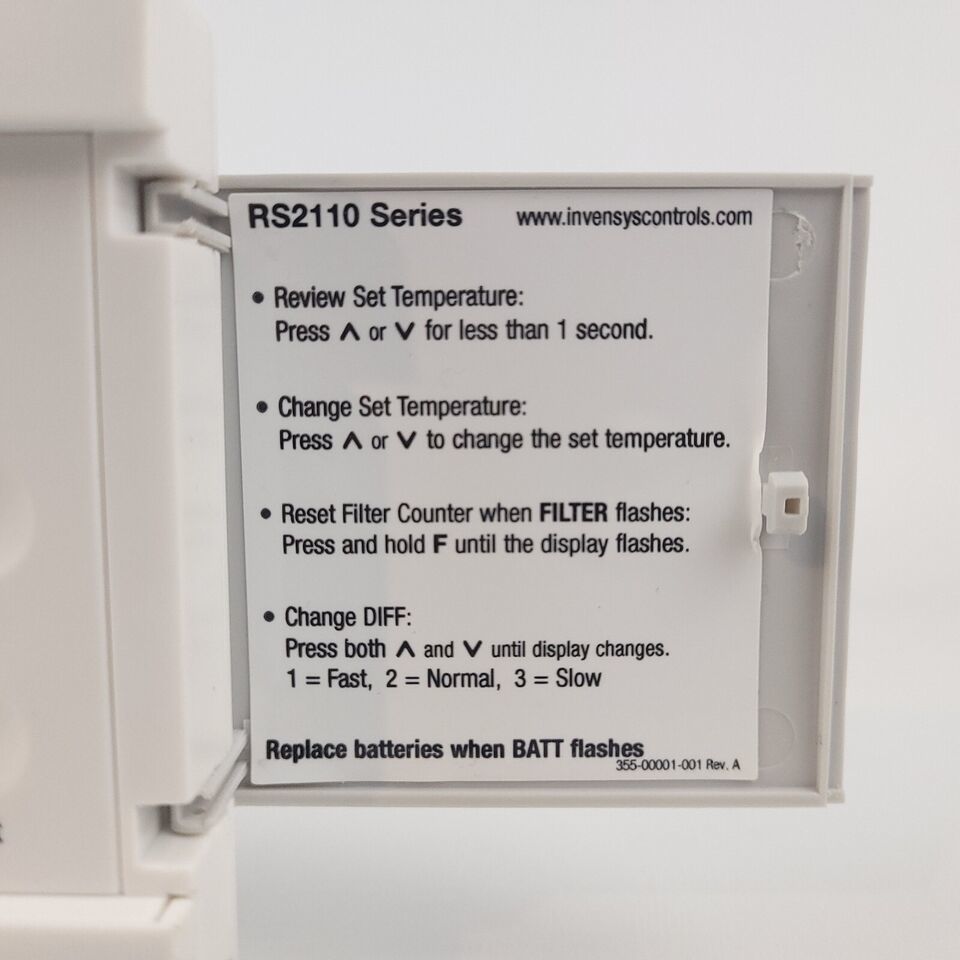 RS2110 Series www.invensyscontrols.com
• Review Set Temperature:
Press ∧ or ∨ for less than 1 second.
• Change Set Temperature:
Press ∧ or ∨ to change the set temperature.
• Reset Filter Counter when FILTER flashes:
Press and hold F until the display flashes.
• Change DIFF:
Press both ∧ and ∨ until display changes.
1 = Fast, 2 = Normal, 3 = Slow
Replace batteries when BATT flashes
355-00001-001 Rev. A